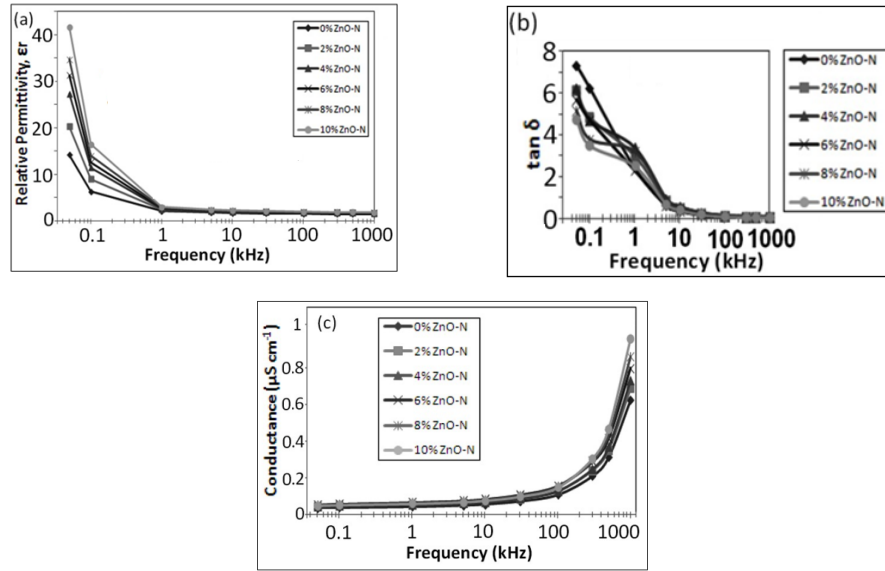 (a)
Relative Permittivity, εr
40
30
20
10
0
0.1
1
10
100
1000
Frequency (kHz)
0%ZnO-N
2%ZnO-N
4%ZnO-N
6%ZnO-N
8%ZnO-N
10%ZnO-N
(b)
tan δ
8
6
4
2
0
0.1
1
10
100
1000
Frequency (kHz)
0%ZnO-N
2%ZnO-N
4%ZnO-N
6%ZnO-N
8%ZnO-N
10%ZnO-N
(c)
Conductance (µS cm⁻¹)
1
0.8
0.6
0.4
0.2
0
0.1
1
10
100
1000
Frequency (kHz)
0%ZnO-N
2%ZnO-N
4%ZnO-N
6%ZnO-N
8%ZnO-N
10%ZnO-N